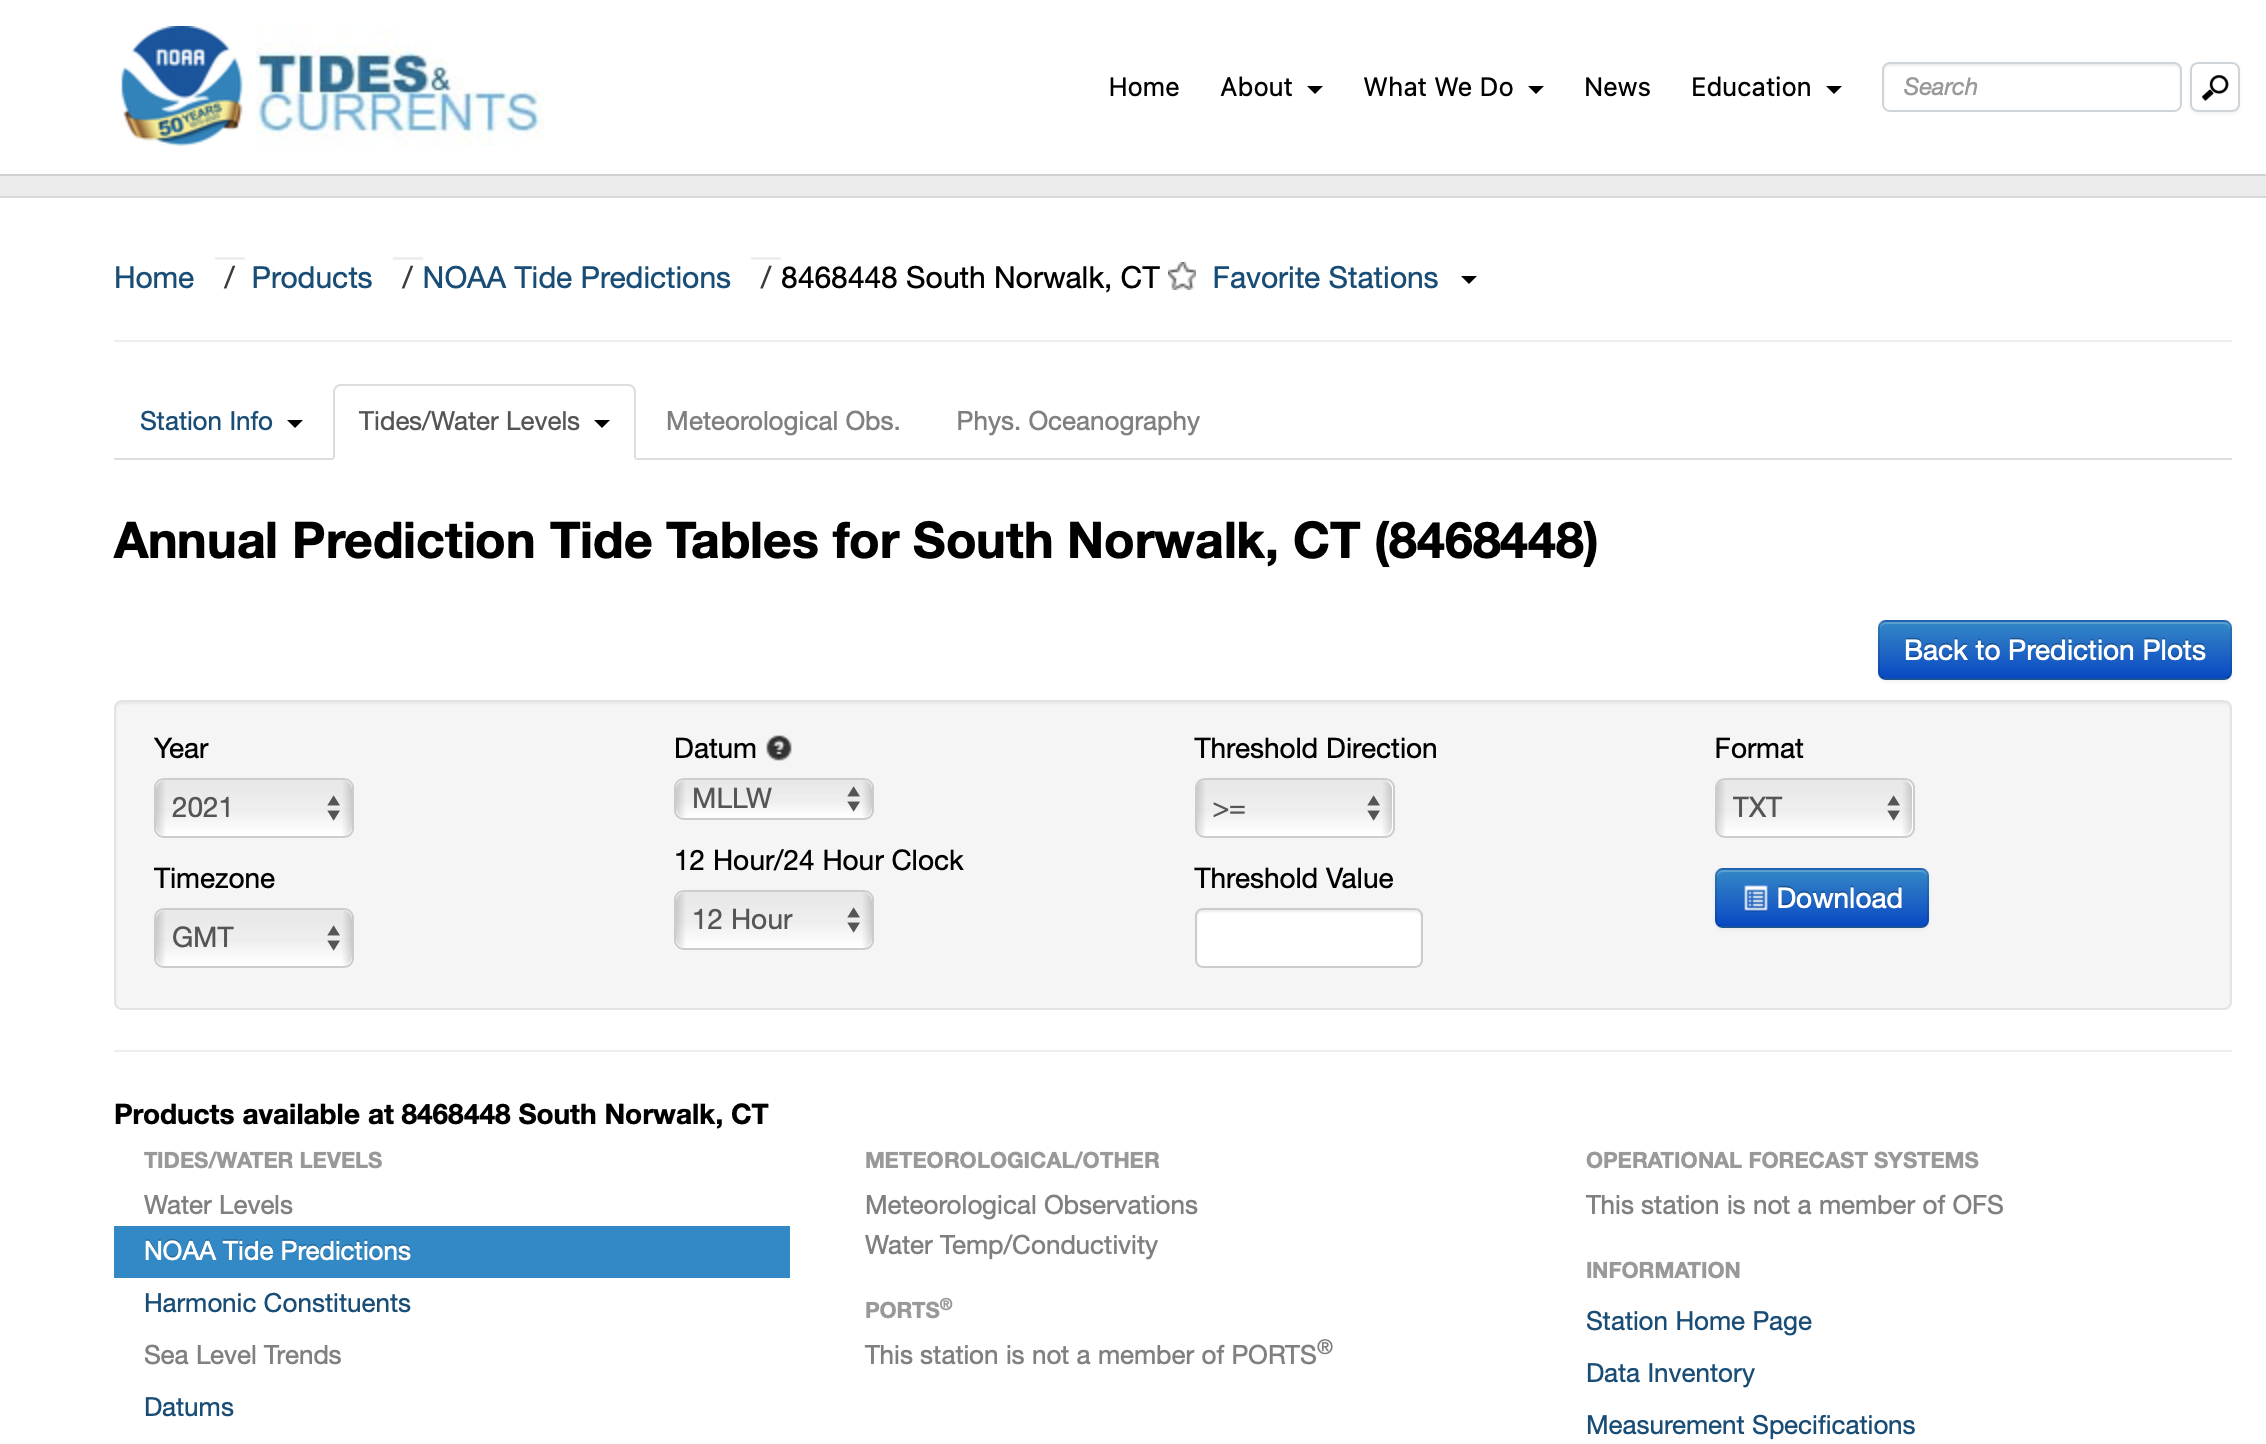 NOAA
50 YEARS
TIDES&
CURRENTS
Home About What We Do News Education Search
Home / Products / NOAA Tide Predictions / 8468448 South Norwalk, CT Favorite Stations
Station Info Tides/Water Levels Meteorological Obs. Phys. Oceanography
Annual Prediction Tide Tables for South Norwalk, CT (8468448)
Back to Prediction Plots
Year
2021
Timezone
GMT
Datum ?
MLLW
12 Hour/24 Hour Clock
12 Hour
Threshold Direction
>=
Threshold Value
Format
TXT
Download
Products available at 8468448 South Norwalk, CT
TIDES/WATER LEVELS
Water Levels
NOAA Tide Predictions
Harmonic Constituents
Sea Level Trends
Datums
METEOROLOGICAL/OTHER
Meteorological Observations
Water Temp/Conductivity
PORTS®
This station is not a member of PORTS®
OPERATIONAL FORECAST SYSTEMS
This station is not a member of OFS
INFORMATION
Station Home Page
Data Inventory
Measurement Specifications